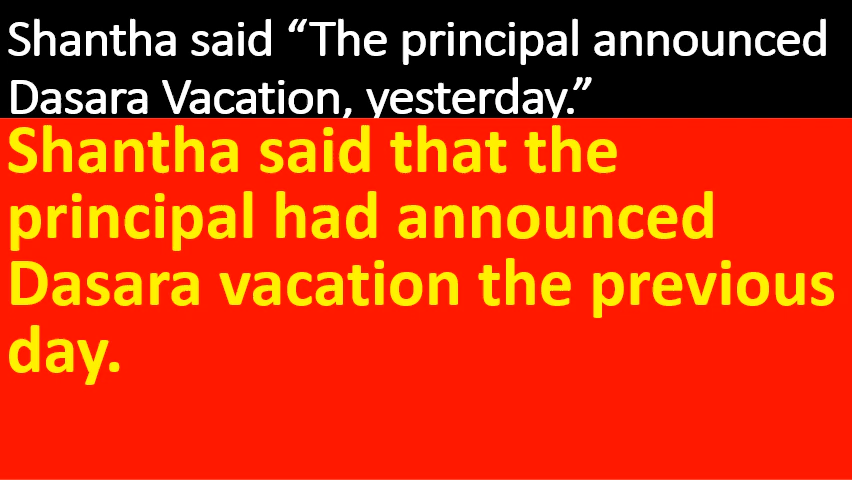 Shantha said “The principal announced
Dasara Vacation, yesterday.”
Shantha said that the
principal had announced
Dasara vacation the previous
day.